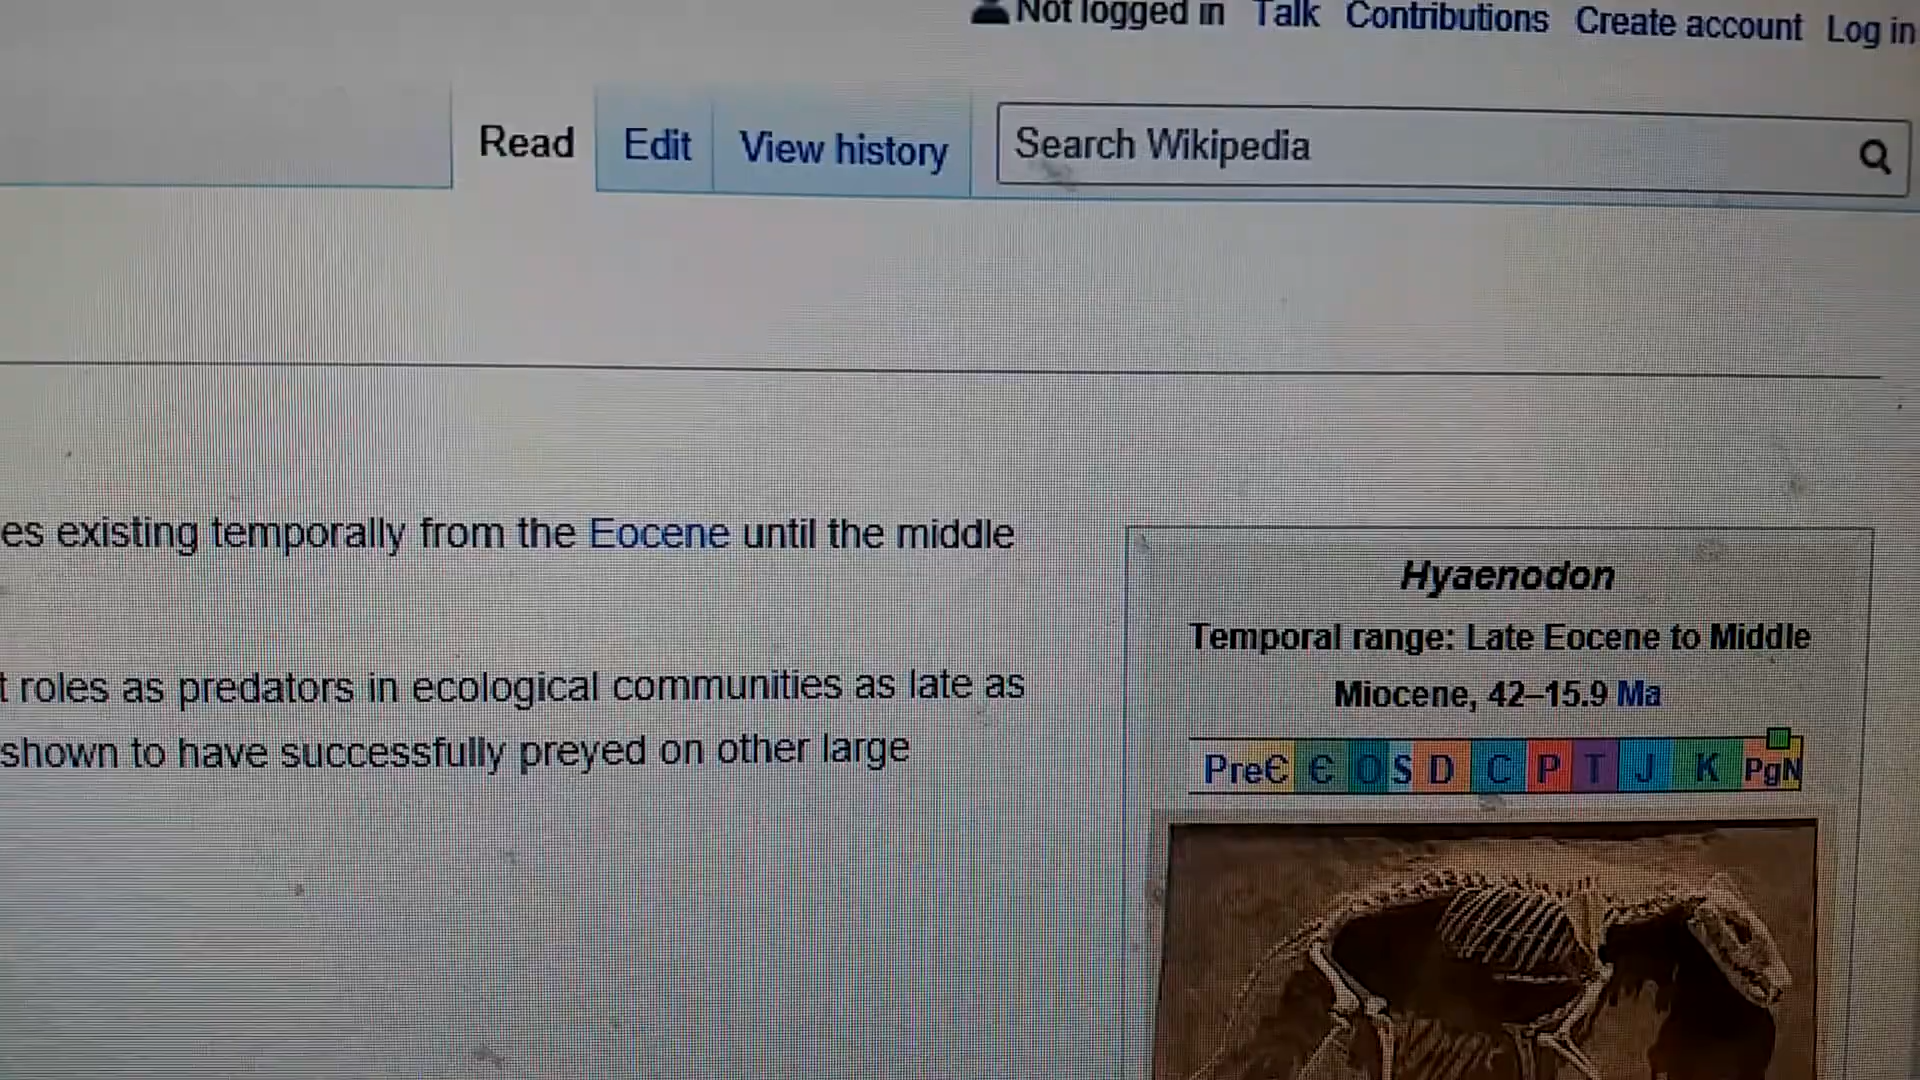 Not logged in Talk Contributions Create account Log in
Read Edit View history Search Wikipedia
es existing temporally from the Eocene until the middle
t roles as predators in ecological communities as late as
shown to have successfully preyed on other large
Hyaenodon
Temporal range: Late Eocene to Middle
Miocene, 42–15.9 Ma
PreЄ Є O S D C P T J K PgN